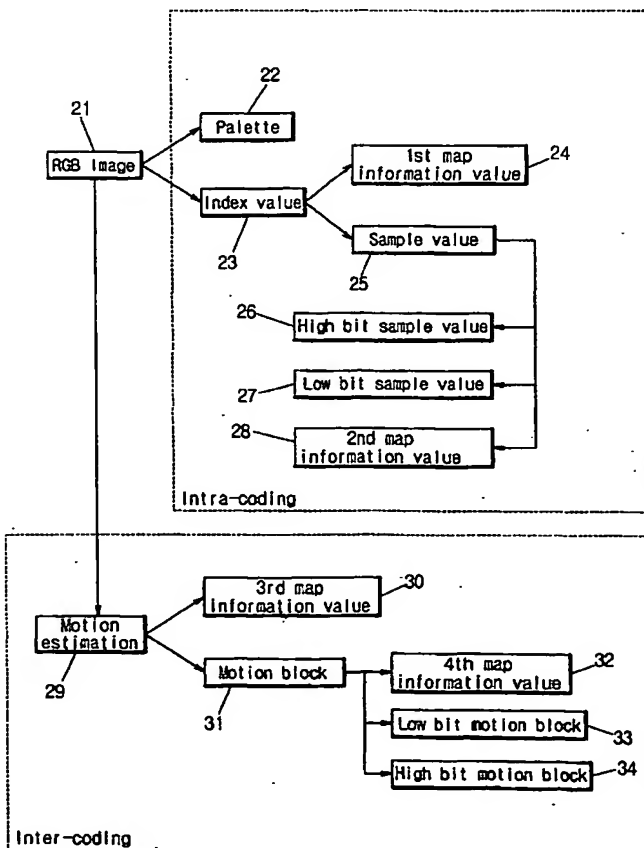 22
21
Palette
RGB Image
1st map
information value
24
Index value
23
Sample value
25
26
High bit sample value
27
Low bit sample value
28
2nd map
information value
Intra-coding
3rd map
information value
30
Motion
estimation
29
Motion block
31
4th map
information value
32
Low bit motion block
33
High bit motion block
34
Inter-coding